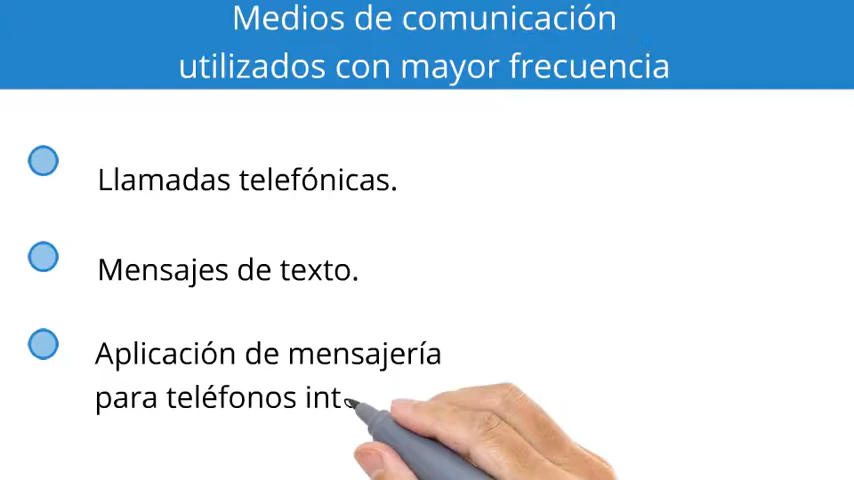 Medios de comunicación
utilizados con mayor frecuencia
Llamadas telefónicas.
Mensajes de texto.
Aplicación de mensajería
para teléfonos int